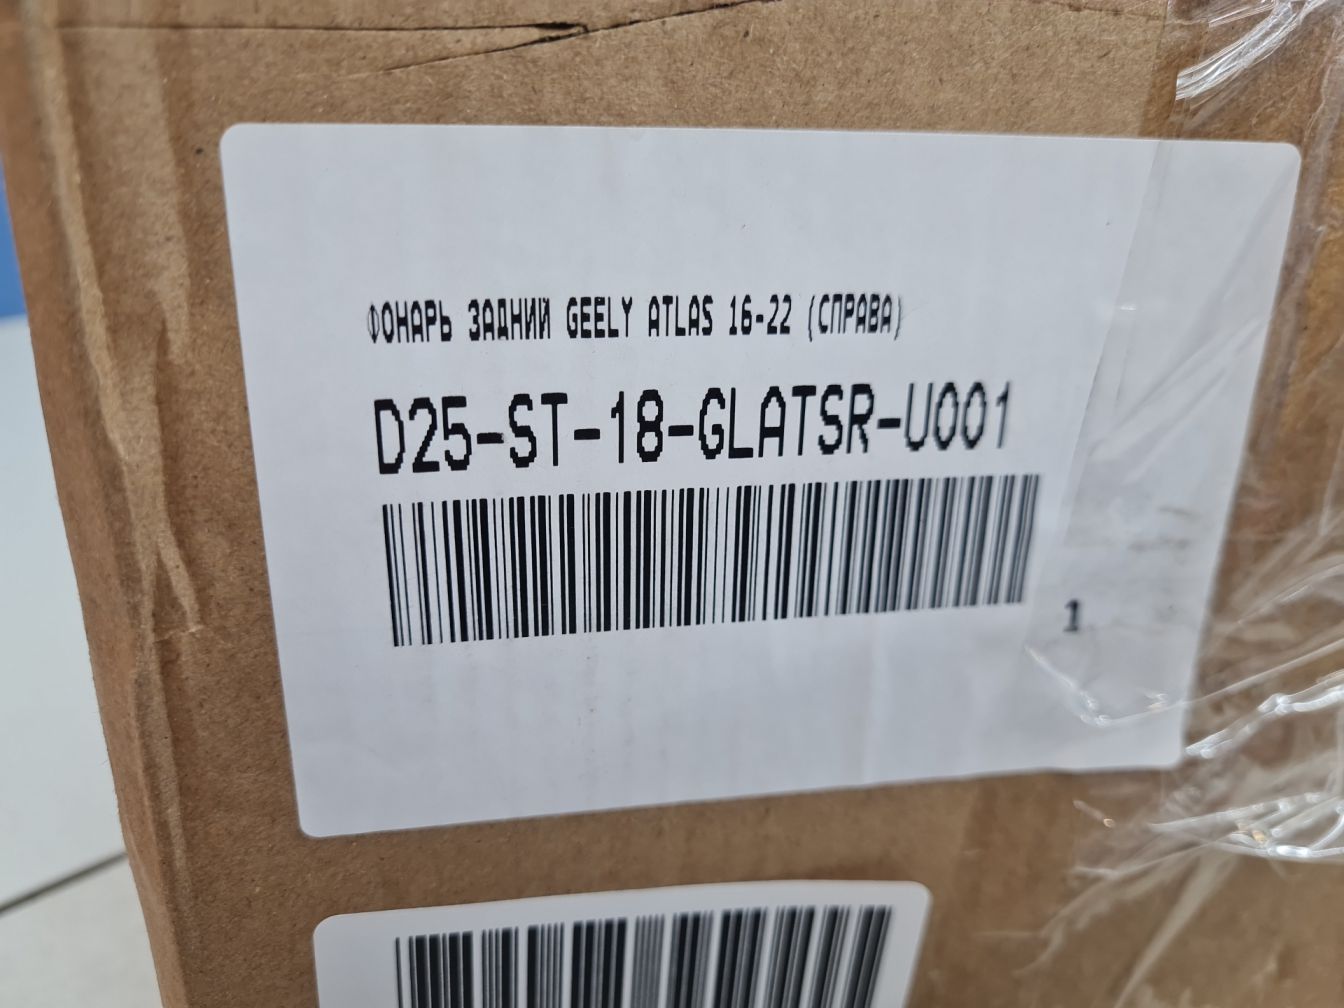 ФОНАРЬ ЗАДНИЙ GEELY ATLAS 16-22 (СПРАВА)
D25-ST-18-GLATSR-U001
1